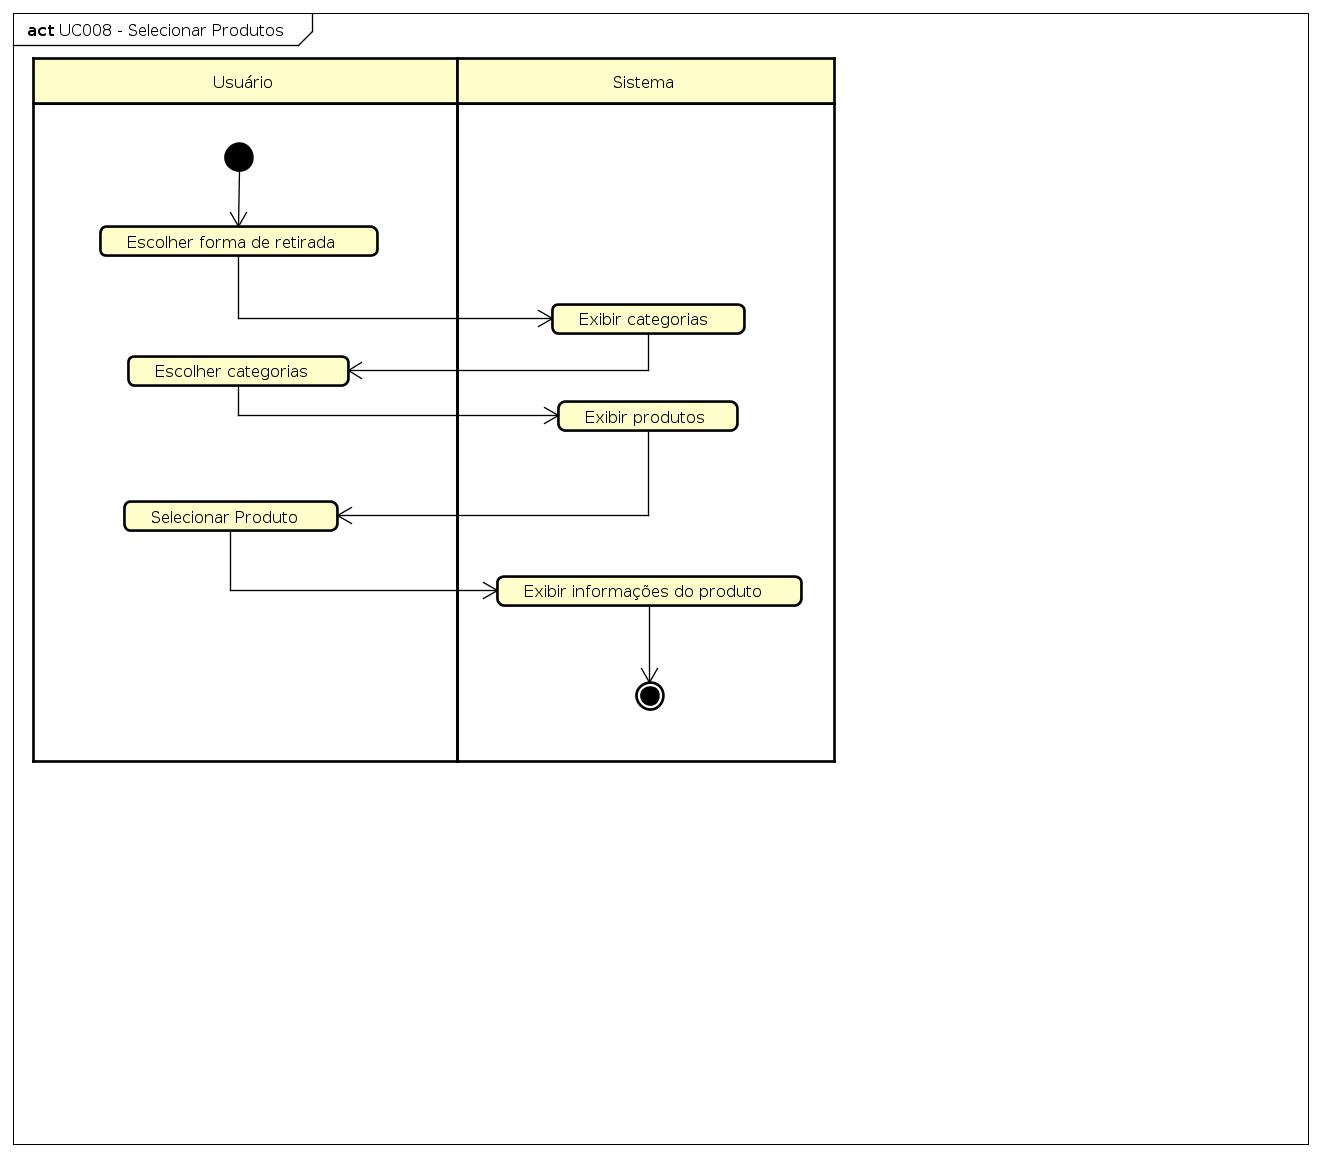 act UC008 - Selecionar Produtos
Usuário
Sistema
Escolher forma de retirada
Exibir categorias
Escolher categorias
Exibir produtos
Selecionar Produto
Exibir informações do produto